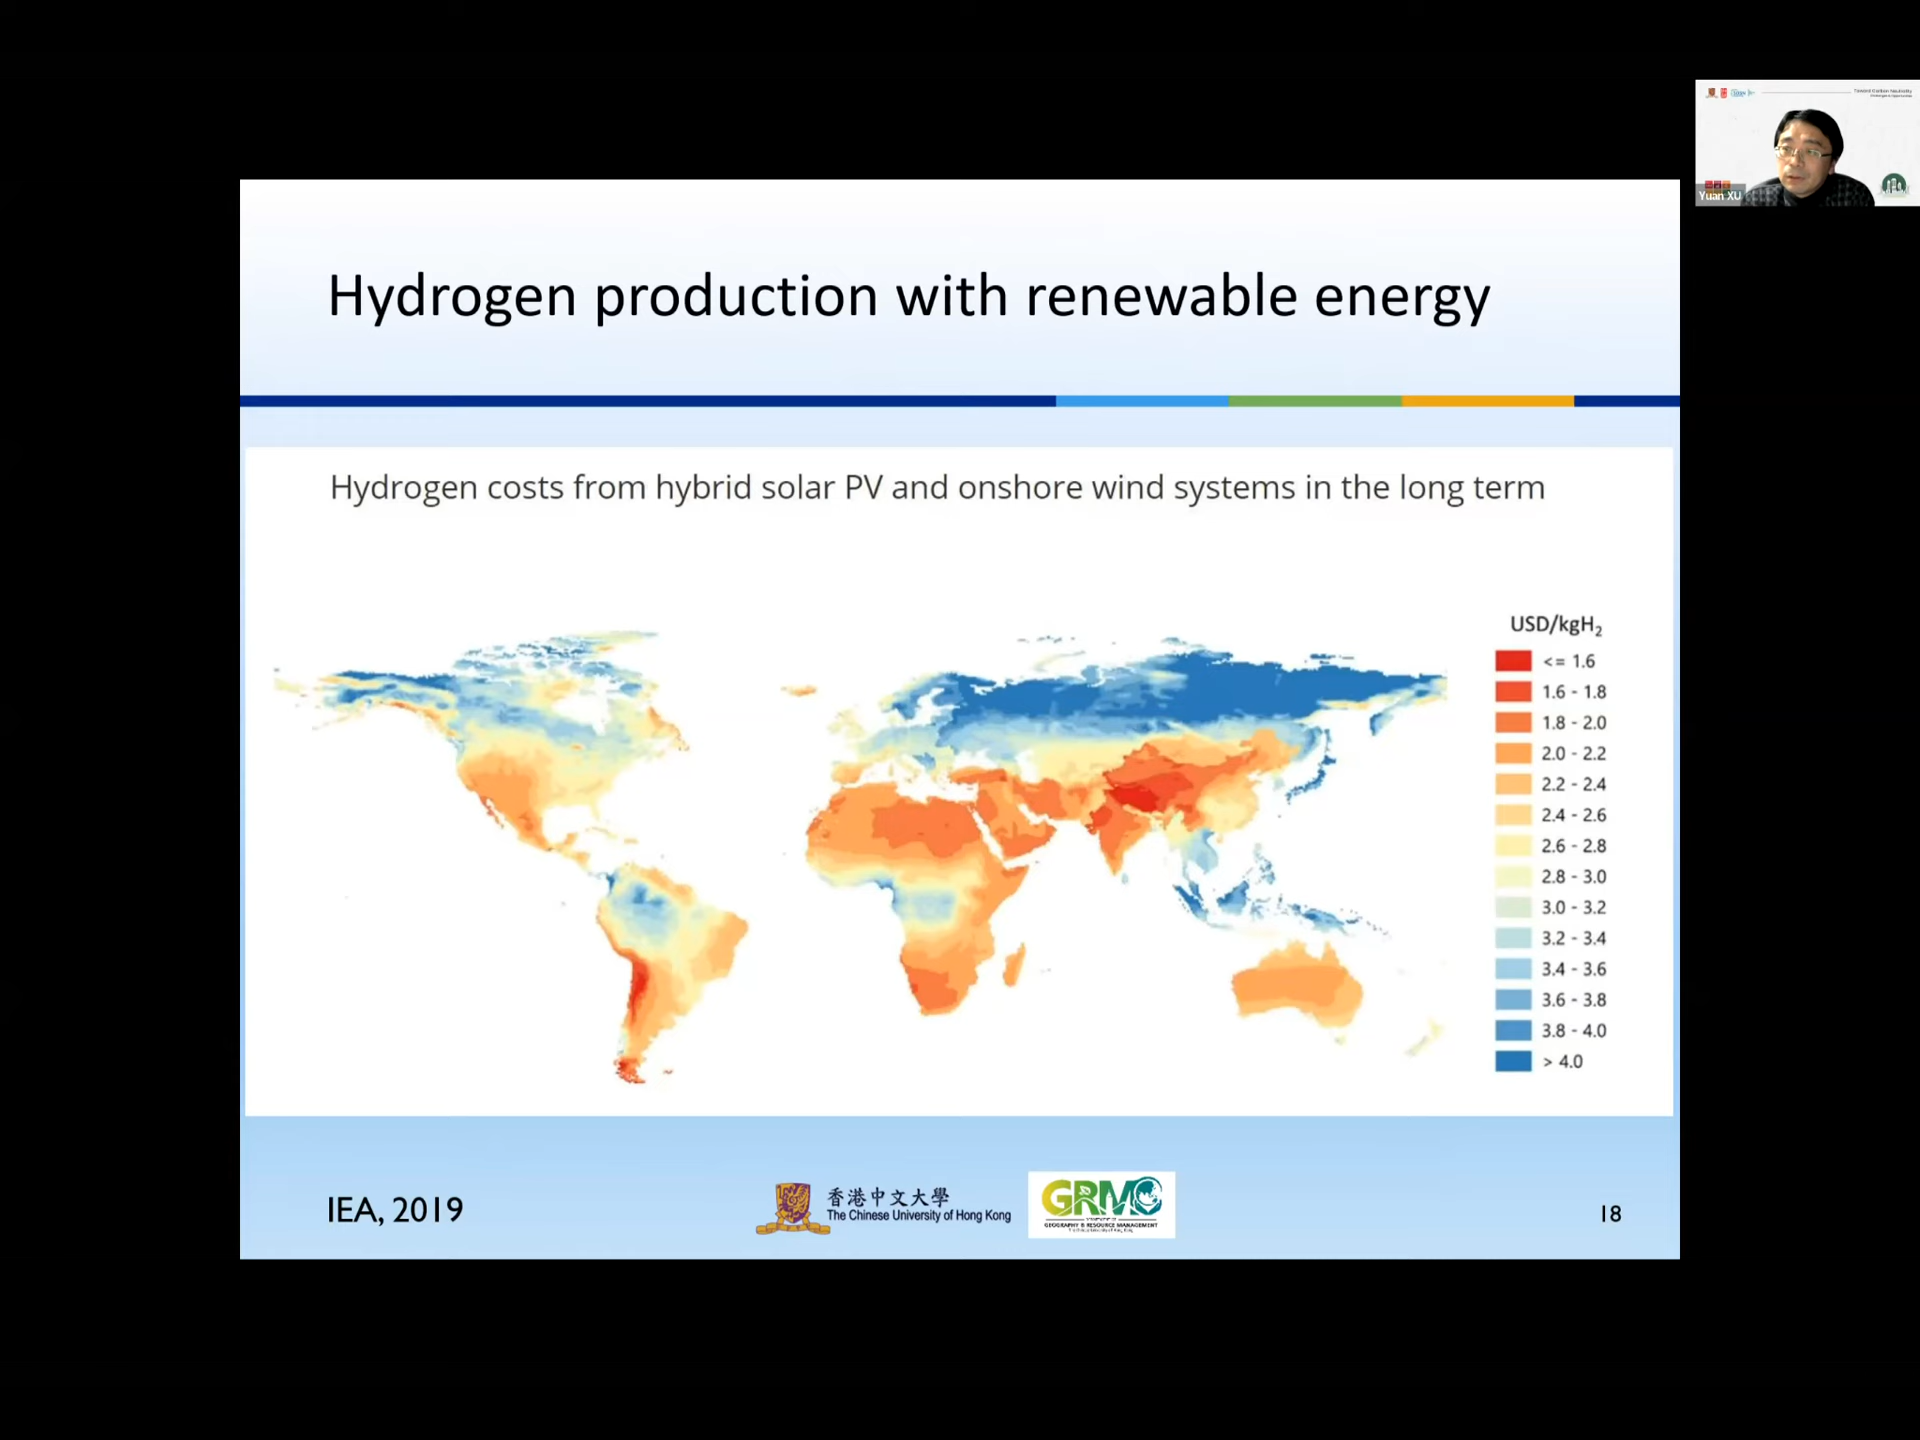 Toward Carbon Neutrality
Yuan XU
Hydrogen production with renewable energy
Hydrogen costs from hybrid solar PV and onshore wind systems in the long term
USD/kgH₂
<= 1.6
1.6 - 1.8
1.8 - 2.0
2.0 - 2.2
2.2 - 2.4
2.4 - 2.6
2.6 - 2.8
2.8 - 3.0
3.0 - 3.2
3.2 - 3.4
3.4 - 3.6
3.6 - 3.8
3.8 - 4.0
> 4.0
IEA, 2019
香港中文大學
The Chinese University of Hong Kong
GRMD
GEOGRAPHY & RESOURCE MANAGEMENT
18